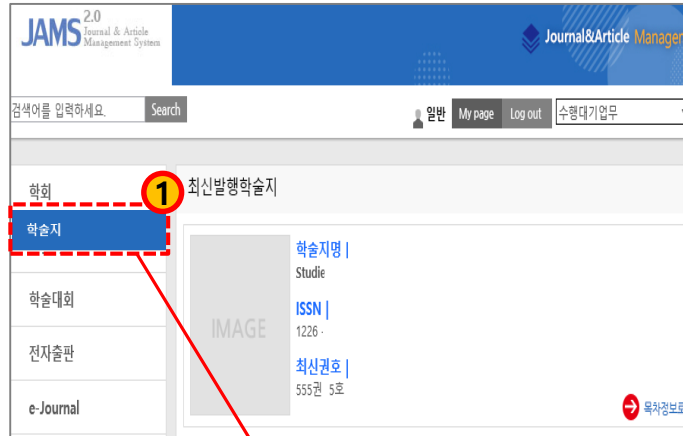 JAMS 2.0
Journal & Article
Management System
Journal&Article Manager
검색어를 입력하세요. Search
일반 My page Log out 수행대기업무
학회
1
최신발행학술지
학술지
학술지명 |
Studie
IMAGE
ISSN |
1226 -
최신권호 |
555권 5호
목차정보로
학술대회
전자출판
e-Journal